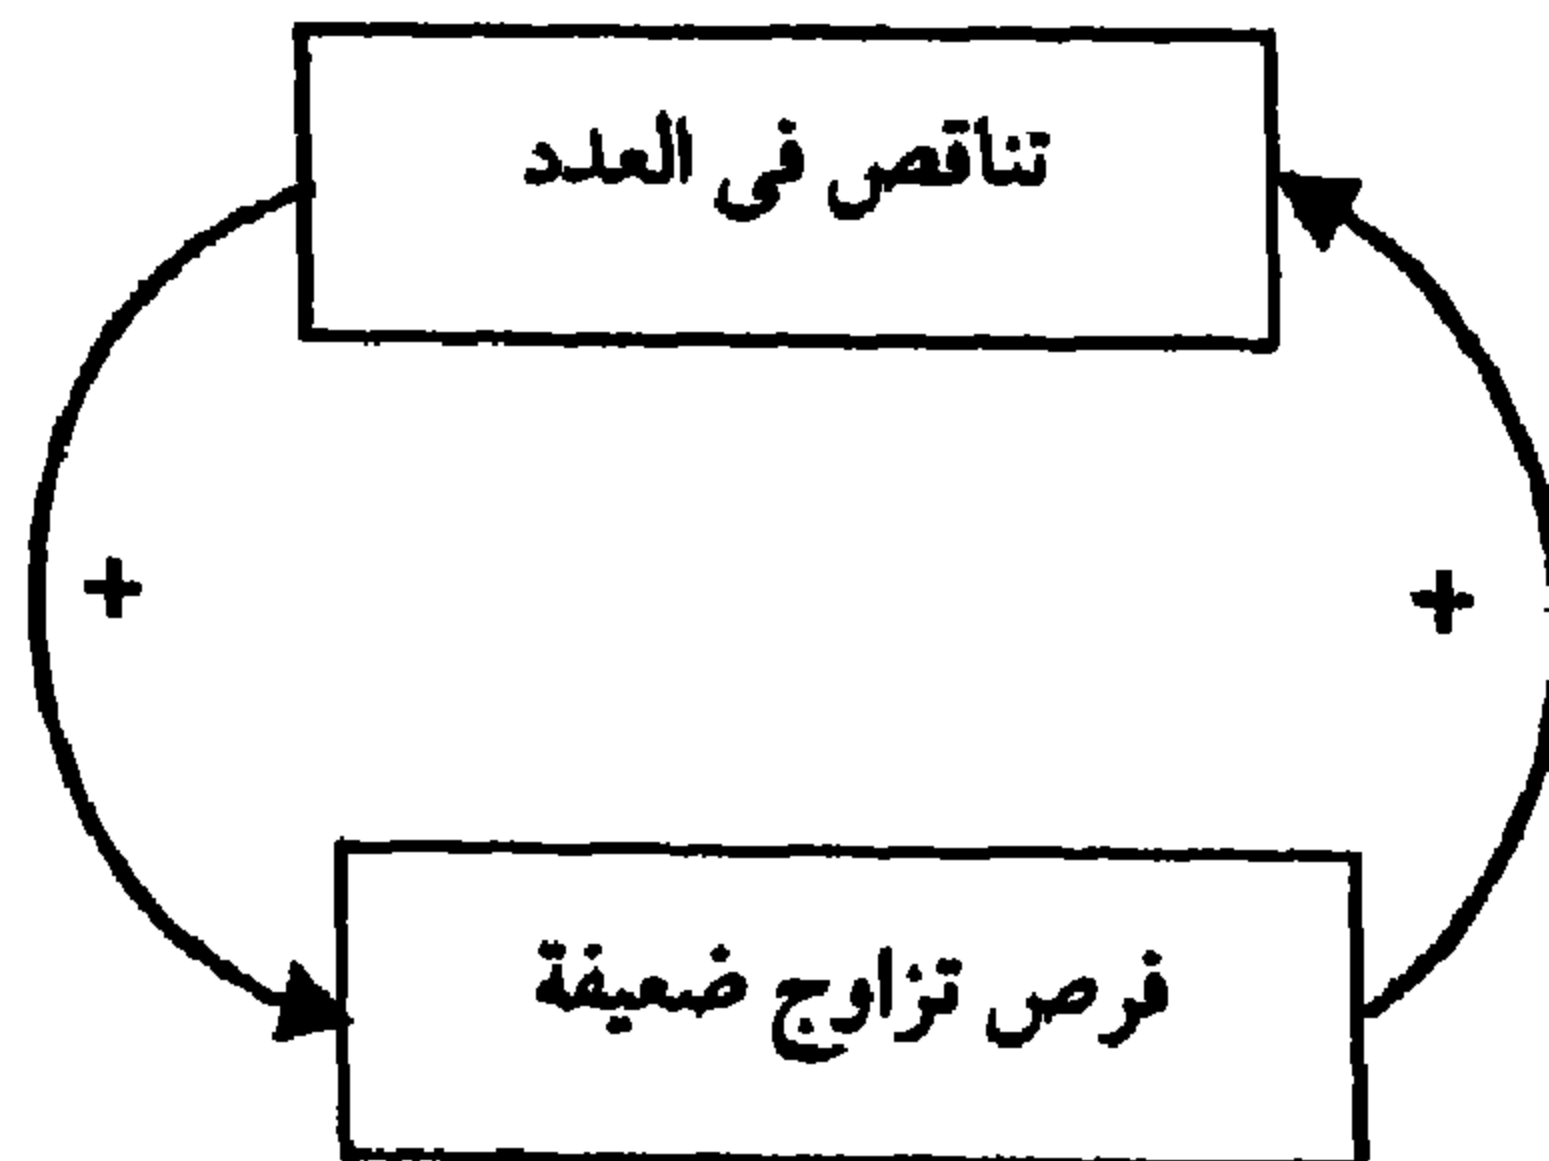 تناقص فى العدد
+
+
فرص تزاوج ضعيفة